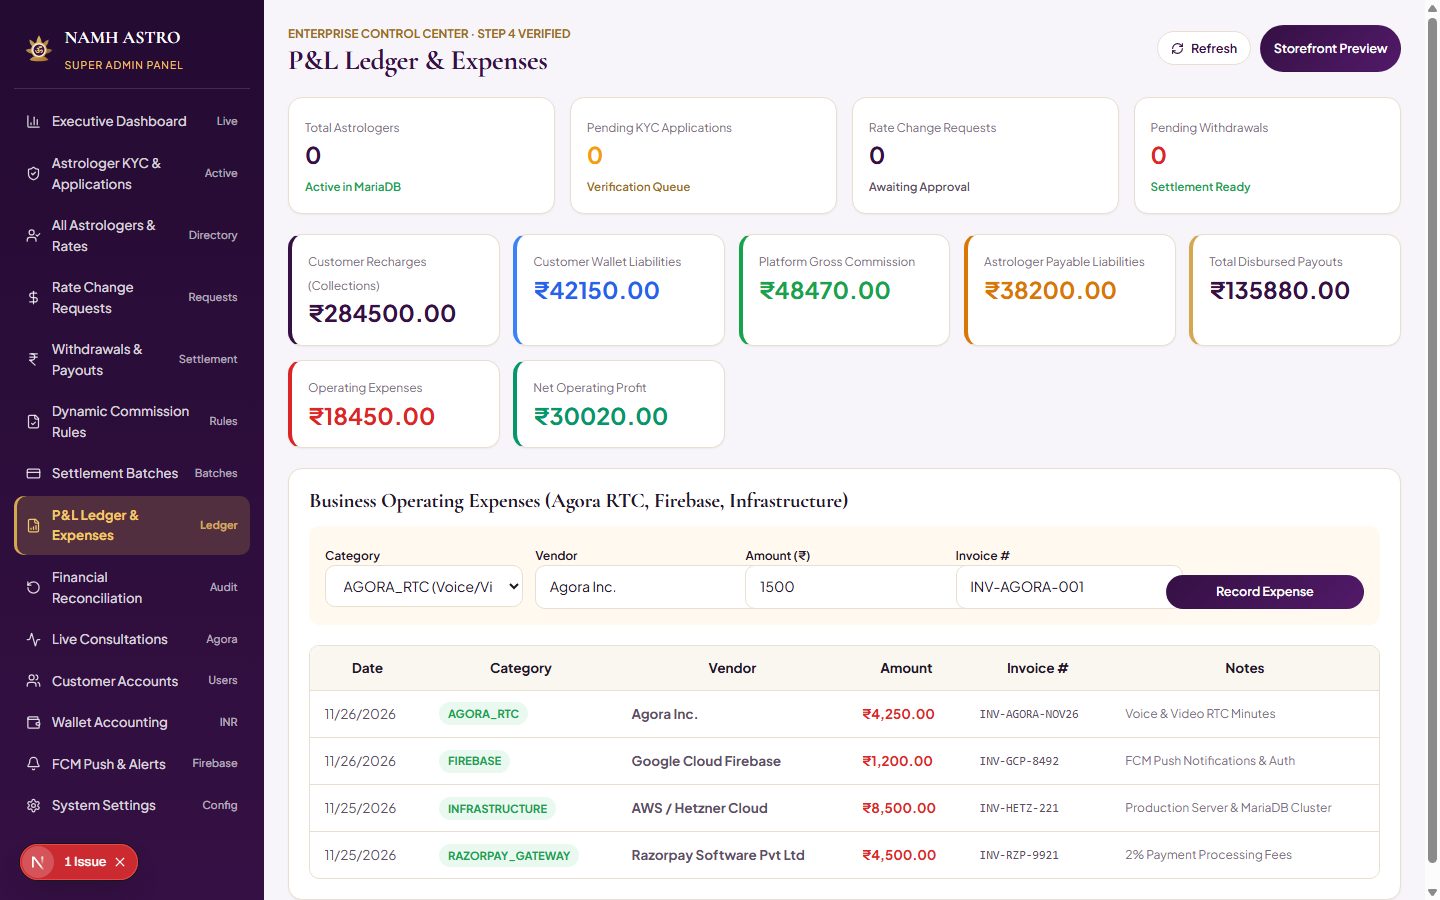 NAMH ASTRO
SUPER ADMIN PANEL
Executive Dashboard Live
Astrologer KYC & Applications Active
All Astrologers & Rates Directory
Rate Change Requests Requests
Withdrawals & Payouts Settlement
Dynamic Commission Rules Rules
Settlement Batches Batches
P&L Ledger & Expenses Ledger
Financial Reconciliation Audit
Live Consultations Agora
Customer Accounts Users
Wallet Accounting INR
FCM Push & Alerts Firebase
System Settings Config
N 1 Issue
ENTERPRISE CONTROL CENTER · STEP 4 VERIFIED
P&L Ledger & Expenses
Refresh
Storefront Preview
Total Astrologers
0
Active in MariaDB
Pending KYC Applications
0
Verification Queue
Rate Change Requests
0
Awaiting Approval
Pending Withdrawals
0
Settlement Ready
Customer Recharges
(Collections)
₹284500.00
Customer Wallet Liabilities
₹42150.00
Platform Gross Commission
₹48470.00
Astrologer Payable Liabilities
₹38200.00
Total Disbursed Payouts
₹135880.00
Operating Expenses
₹18450.00
Net Operating Profit
₹30020.00
Business Operating Expenses (Agora RTC, Firebase, Infrastructure)
Category Vendor Amount (₹) Invoice #
AGORA_RTC (Voice/Vi Agora Inc. 1500 INV-AGORA-001 Record Expense
Date Category Vendor Amount Invoice # Notes
11/26/2026 AGORA_RTC Agora Inc. ₹4,250.00 INV-AGORA-NOV26 Voice & Video RTC Minutes
11/26/2026 FIREBASE Google Cloud Firebase ₹1,200.00 INV-GCP-8492 FCM Push Notifications & Auth
11/25/2026 INFRASTRUCTURE AWS / Hetzner Cloud ₹8,500.00 INV-HETZ-221 Production Server & MariaDB Cluster
11/25/2026 RAZORPAY_GATEWAY Razorpay Software Pvt Ltd ₹4,500.00 INV-RZP-9921 2% Payment Processing Fees